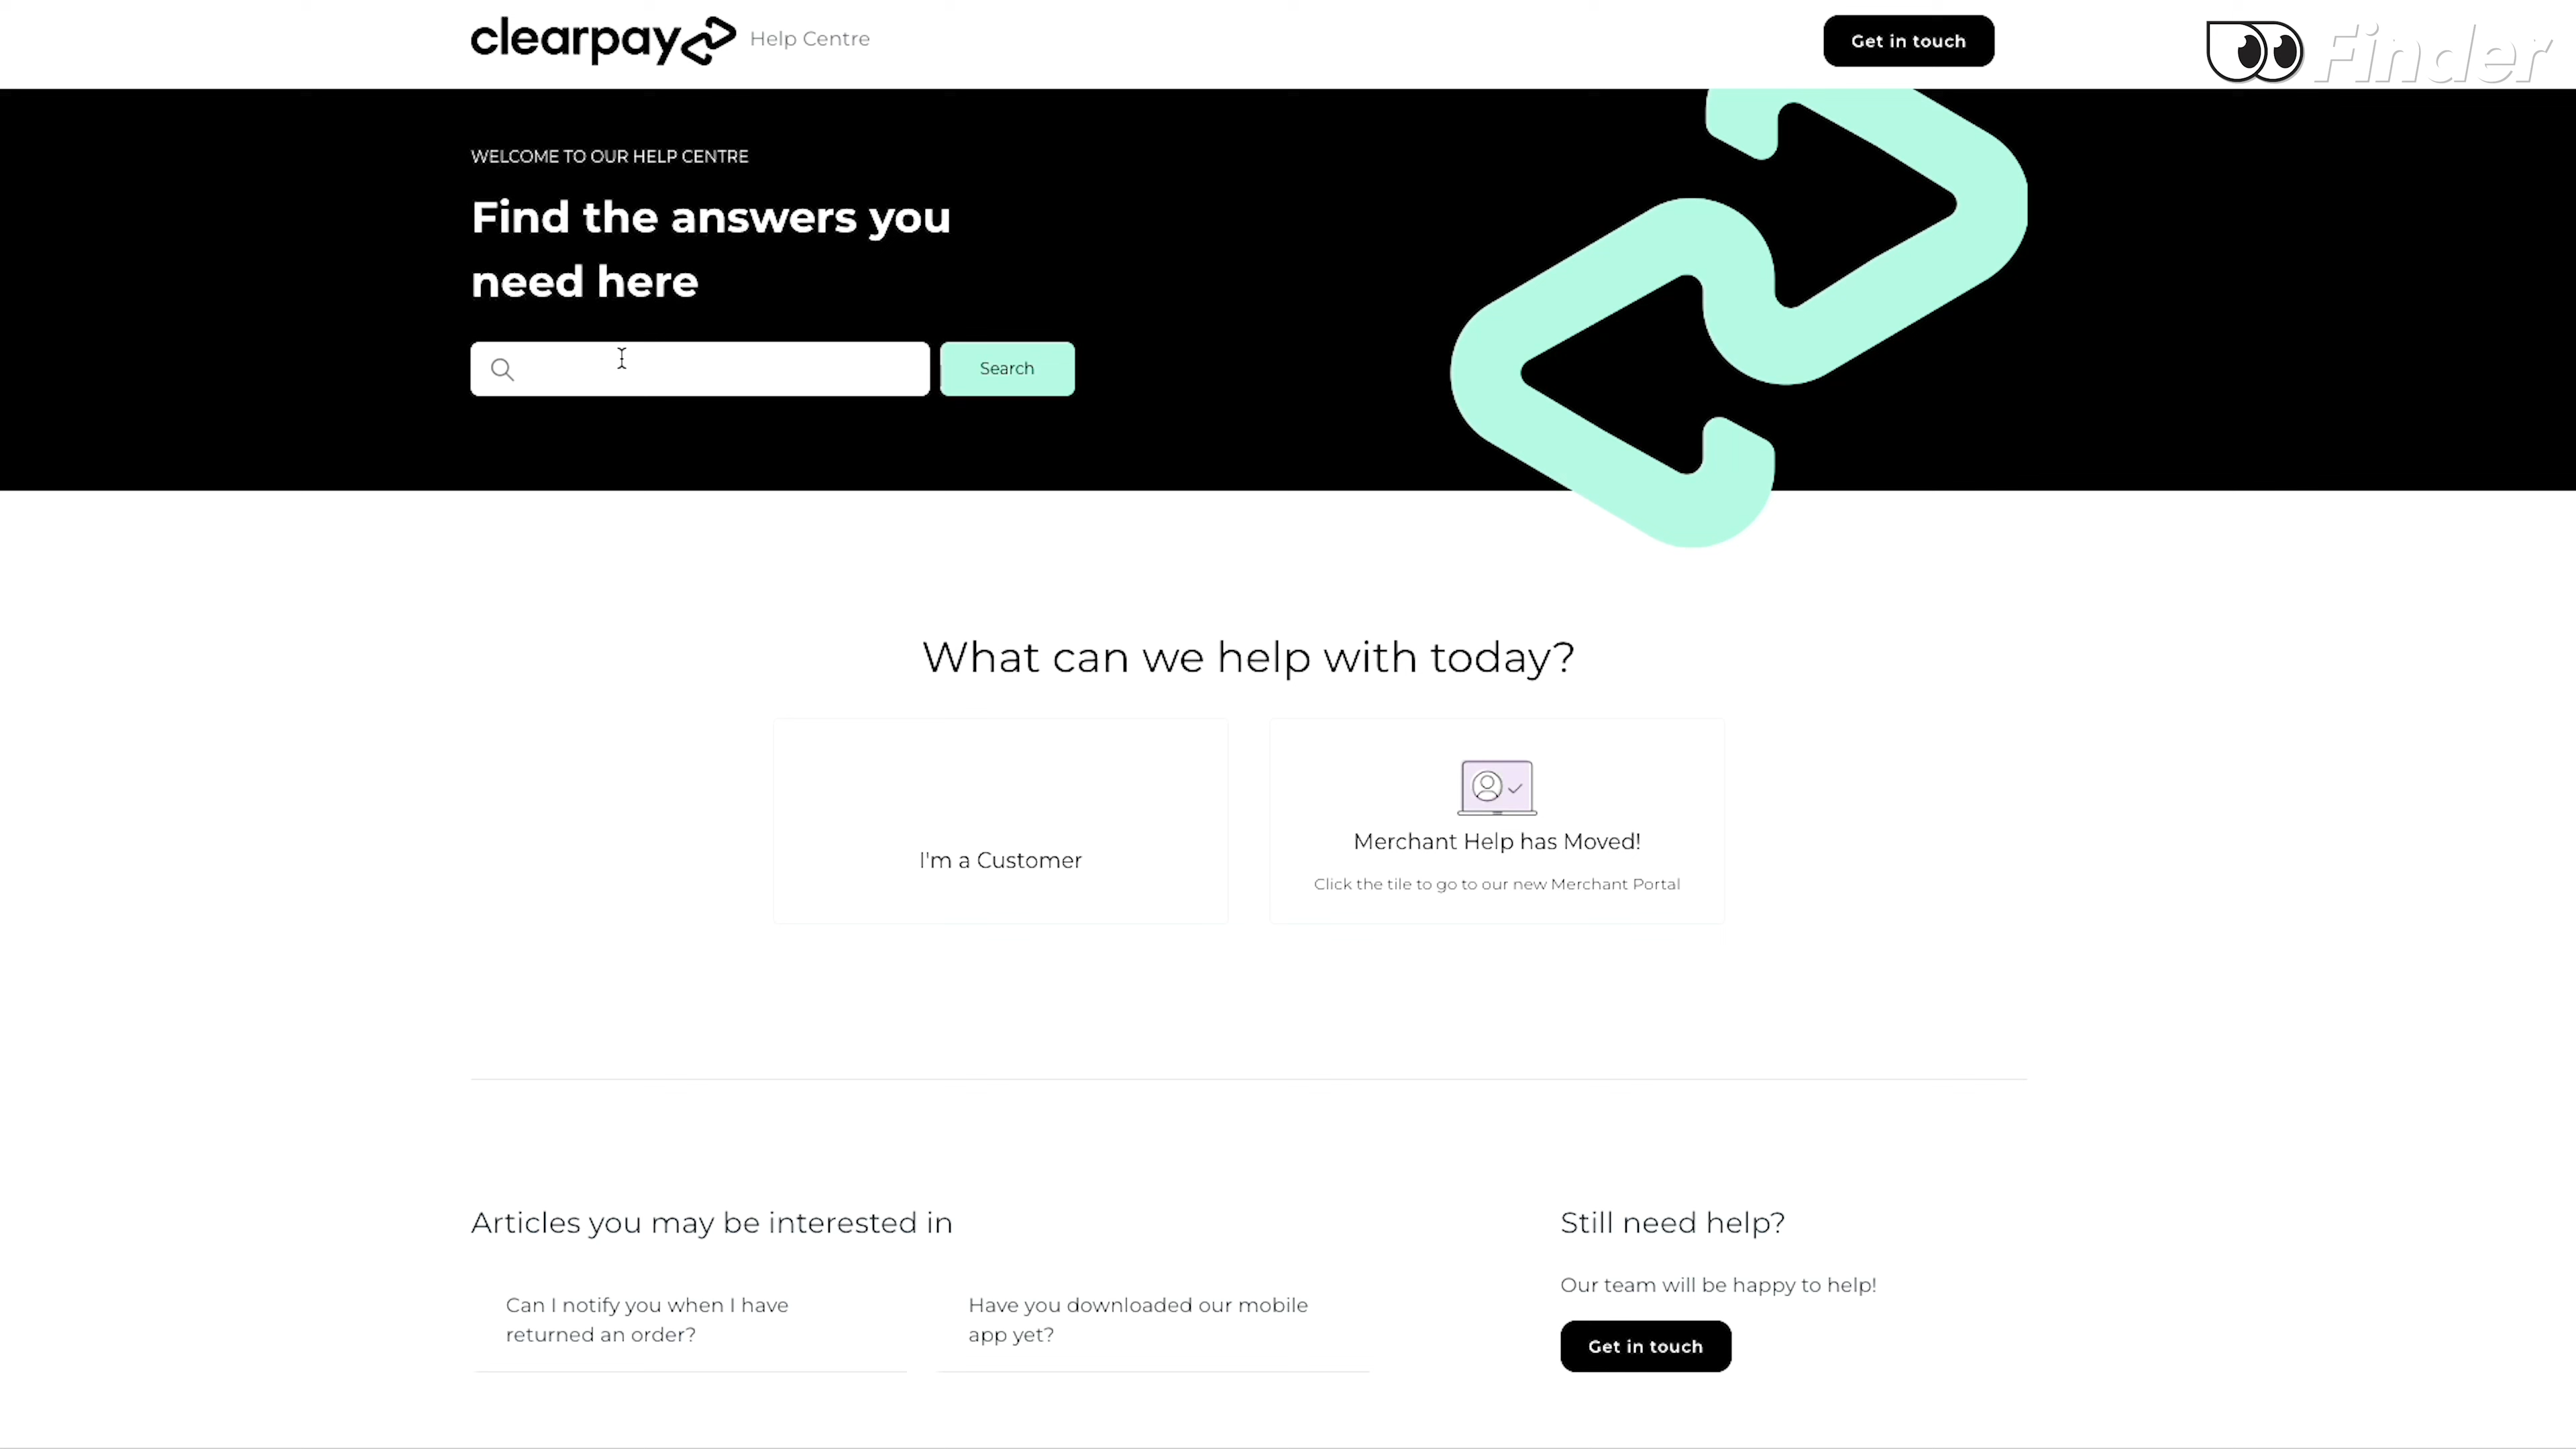 clearpay Help Centre
Get in touch
Finder
WELCOME TO OUR HELP CENTRE
Find the answers you
need here
Search
What can we help with today?
I'm a Customer
Merchant Help has Moved!
Click the tile to go to our new Merchant Portal
Articles you may be interested in
Still need help?
Can I notify you when I have
returned an order?
Have you downloaded our mobile
app yet?
Our team will be happy to help!
Get in touch